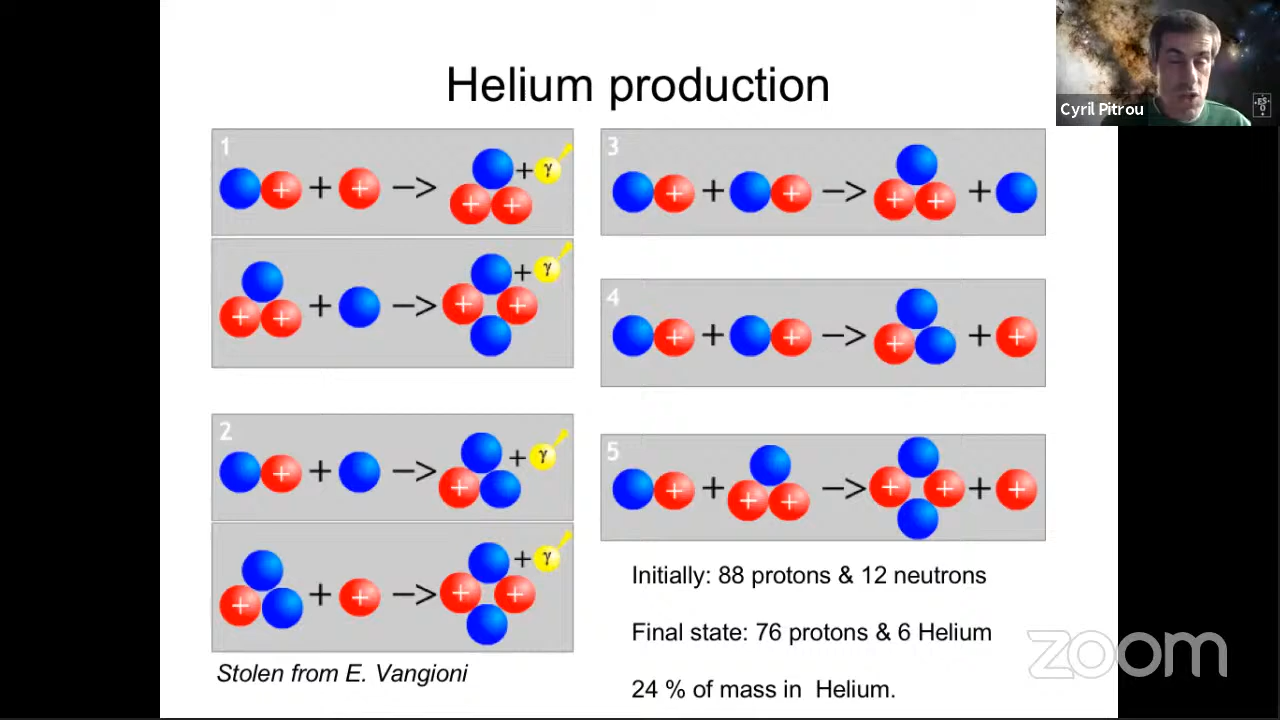 Helium production
Cyril Pitrou
1
+ + + -> + + + γ
+ + + -> + + + γ
2
+ + -> + + γ
+ + + -> + + + γ
3
+ + + -> + + +
4
+ + + -> + + +
5
+ + + + -> + + + +
Initially: 88 protons & 12 neutrons
Final state: 76 protons & 6 Helium
24 % of mass in  Helium.
Stolen from E. Vangioni
zoom